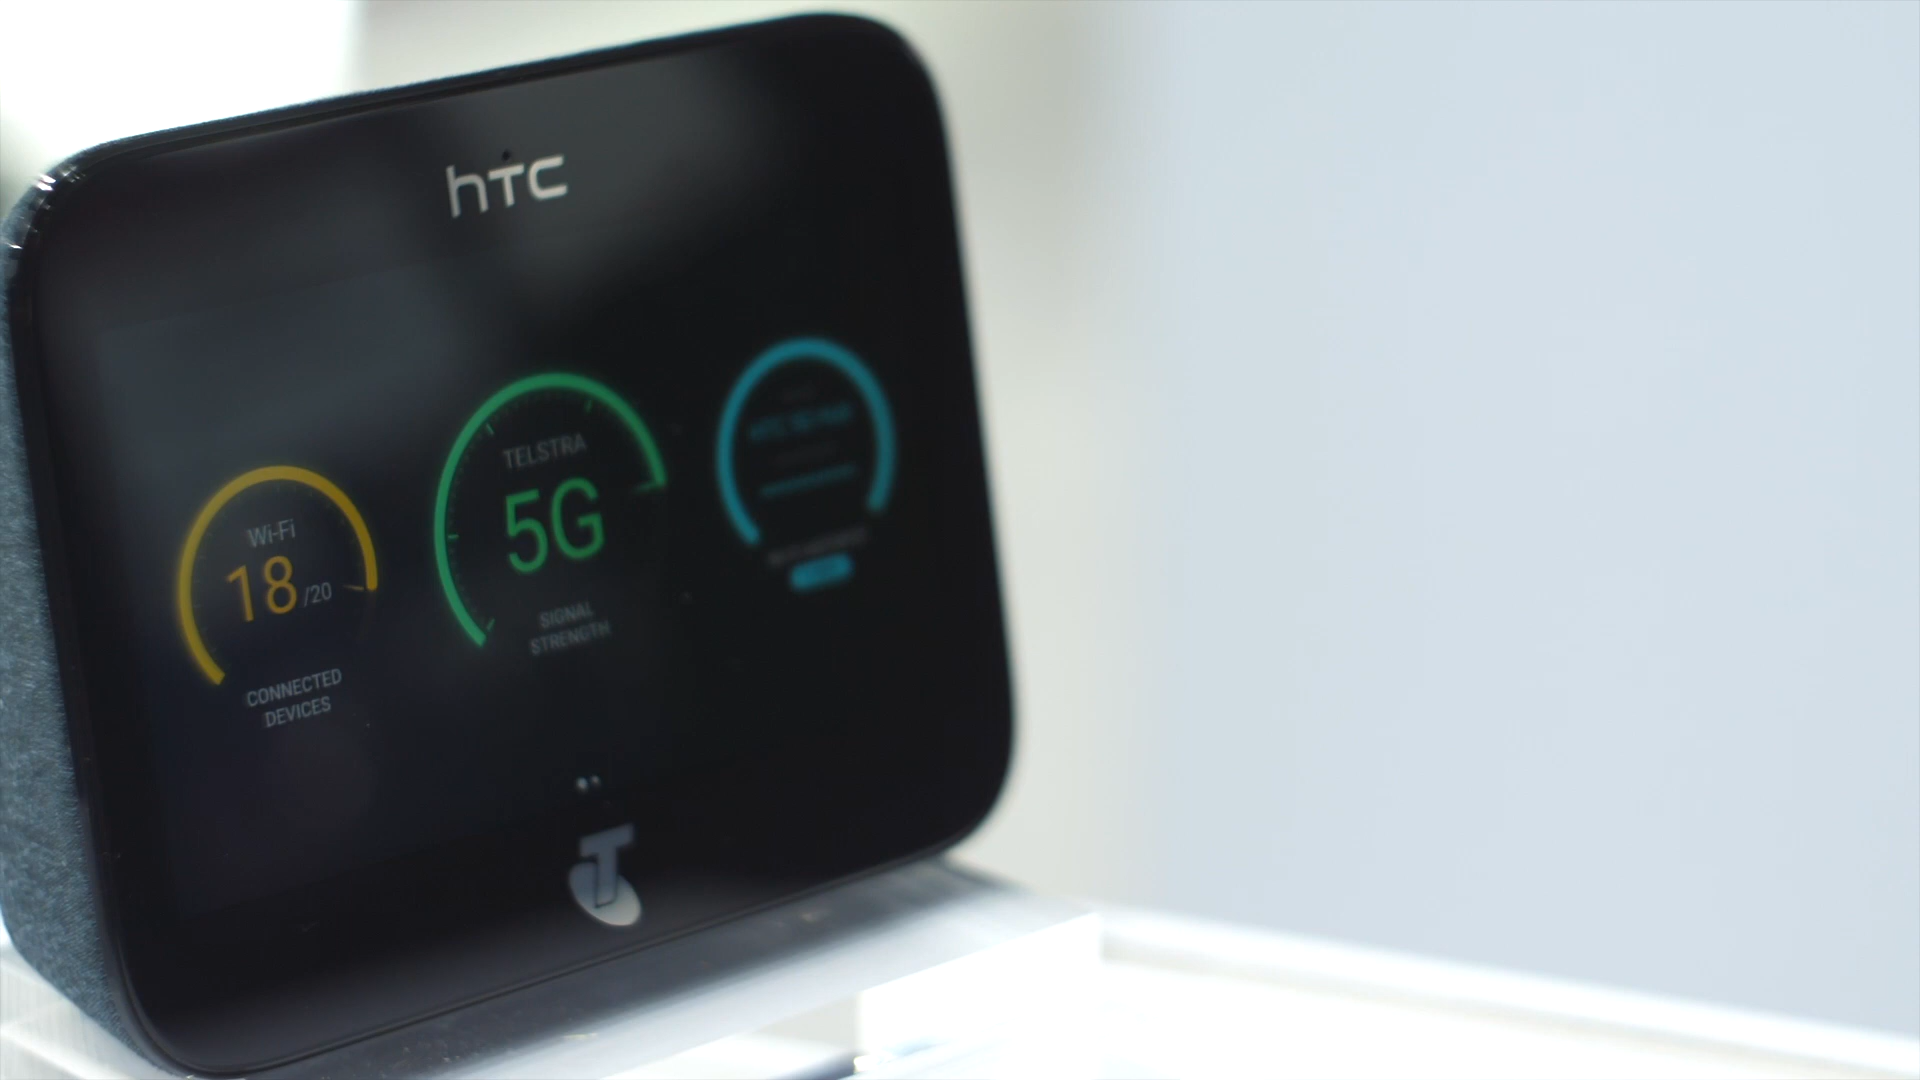 hTC
Wi-Fi
18/20
CONNECTED
DEVICES
TELSTRA
5G
SIGNAL
STRENGTH
T